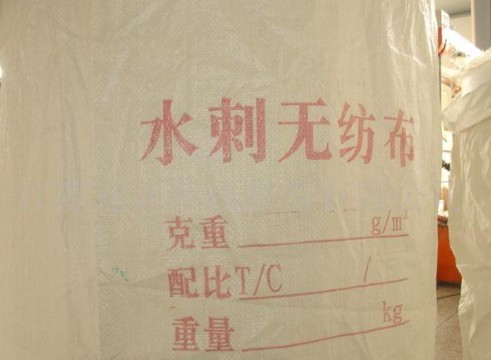 水刺无纺布
克重 g/m²
配比T/C /
重量 kg